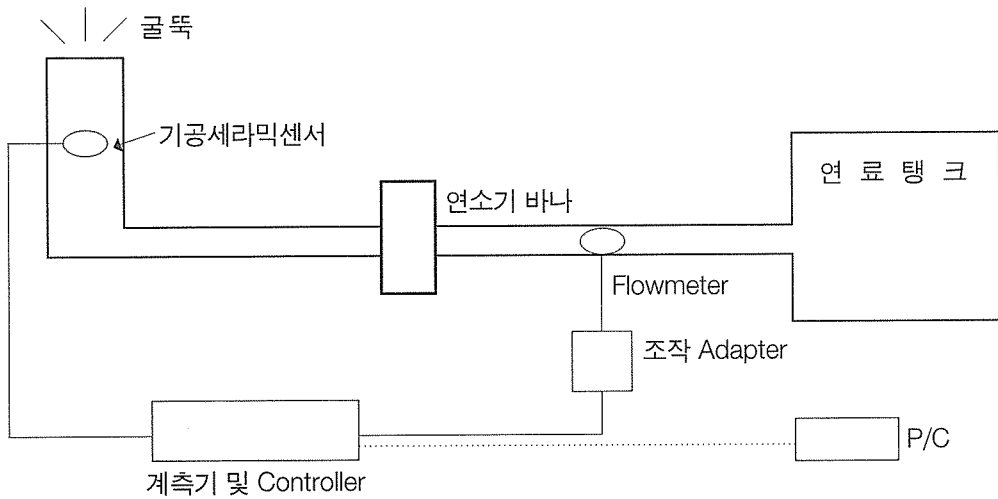 굴뚝
기공세라믹센서
연료탱크
연소기 바나
Flowmeter
조작 Adapter
P/C
계측기 및 Controller